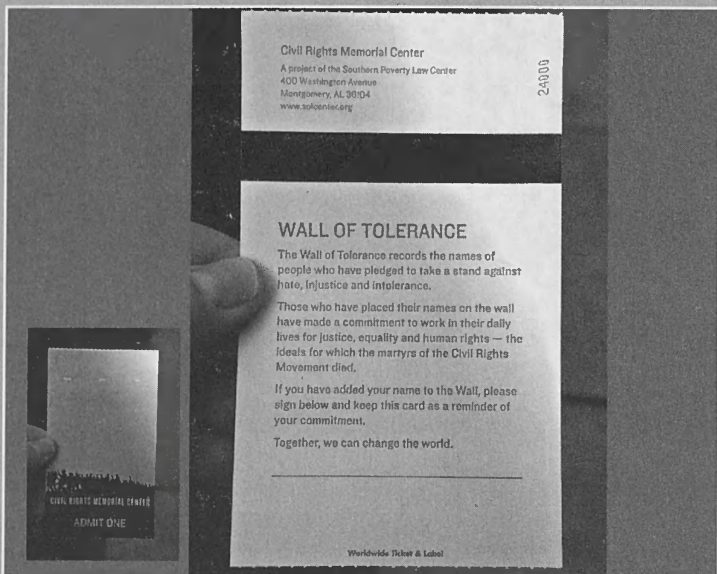 Civil Rights Memorial Center
A project of the Southern Poverty Law Center
400 Washington Avenue
Montgomery, AL 36104
www.splcenter.org
24000
WALL OF TOLERANCE
The Wall of Tolerance records the names of
people who have pledged to take a stand against
hate, injustice and intolerance.
Those who have placed their names on the wall
have made a commitment to work in their daily
lives for justice, equality and human rights — the
ideals for which the martyrs of the Civil Rights
Movement died.
If you have added your name to the Wall, please
sign below and keep this card as a reminder of
your commitment.
Together, we can change the world.
Worldwide Ticket & Label
CIVIL RIGHTS MEMORIAL CENTER
ADMIT ONE